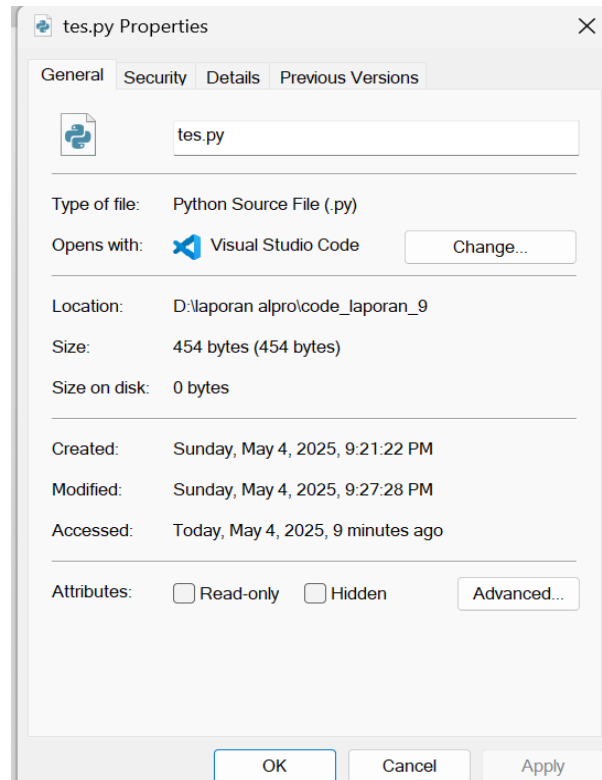 tes.py Properties
General Security Details Previous Versions
tes.py
Type of file: Python Source File (.py)
Opens with: Visual Studio Code Change...
Location: D:\laporan alpro\code_laporan_9
Size: 454 bytes (454 bytes)
Size on disk: 0 bytes
Created: Sunday, May 4, 2025, 9:21:22 PM
Modified: Sunday, May 4, 2025, 9:27:28 PM
Accessed: Today, May 4, 2025, 9 minutes ago
Attributes: Read-only Hidden Advanced...
OK Cancel Apply